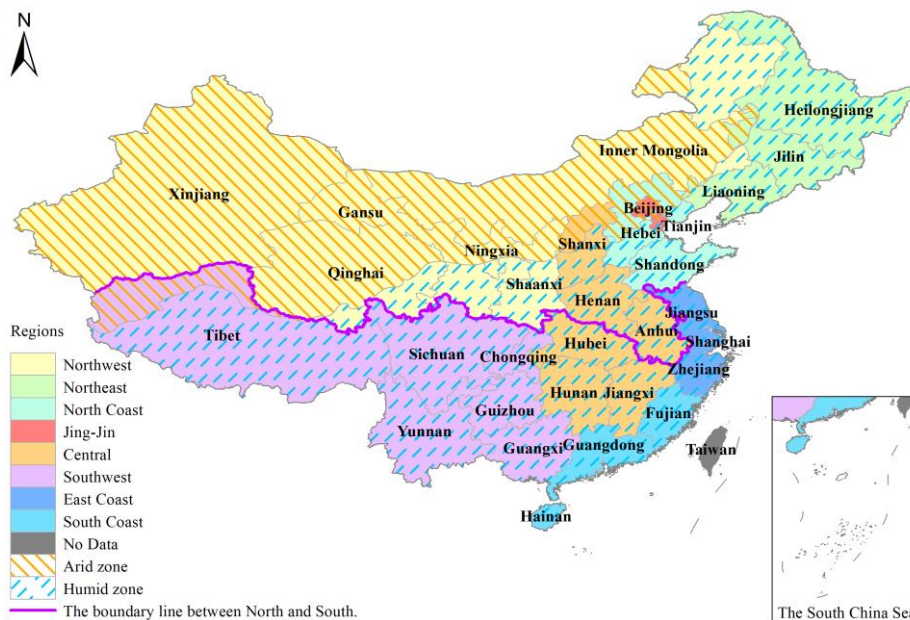 N
Heilongjiang
Inner Mongolia
Jilin
Xinjiang
Liaoning
Gansu
Beijing
Tianjin
Hebei
Ningxia
Shanxi
Qinghai
Shandong
Shaanxi
Henan
Jiangsu
Anhui
Tibet
Shanghai
Hubei
Sichuan
Chongqing
Zhejiang
Hunan
Jiangxi
Guizhou
Fujian
Yunnan
Guangxi
Guangdong
Taiwan
Hainan
Regions
Northwest
Northeast
North Coast
Jing-Jin
Central
Southwest
East Coast
South Coast
No Data
Arid zone
Humid zone
The boundary line between North and South.
The South China Sea